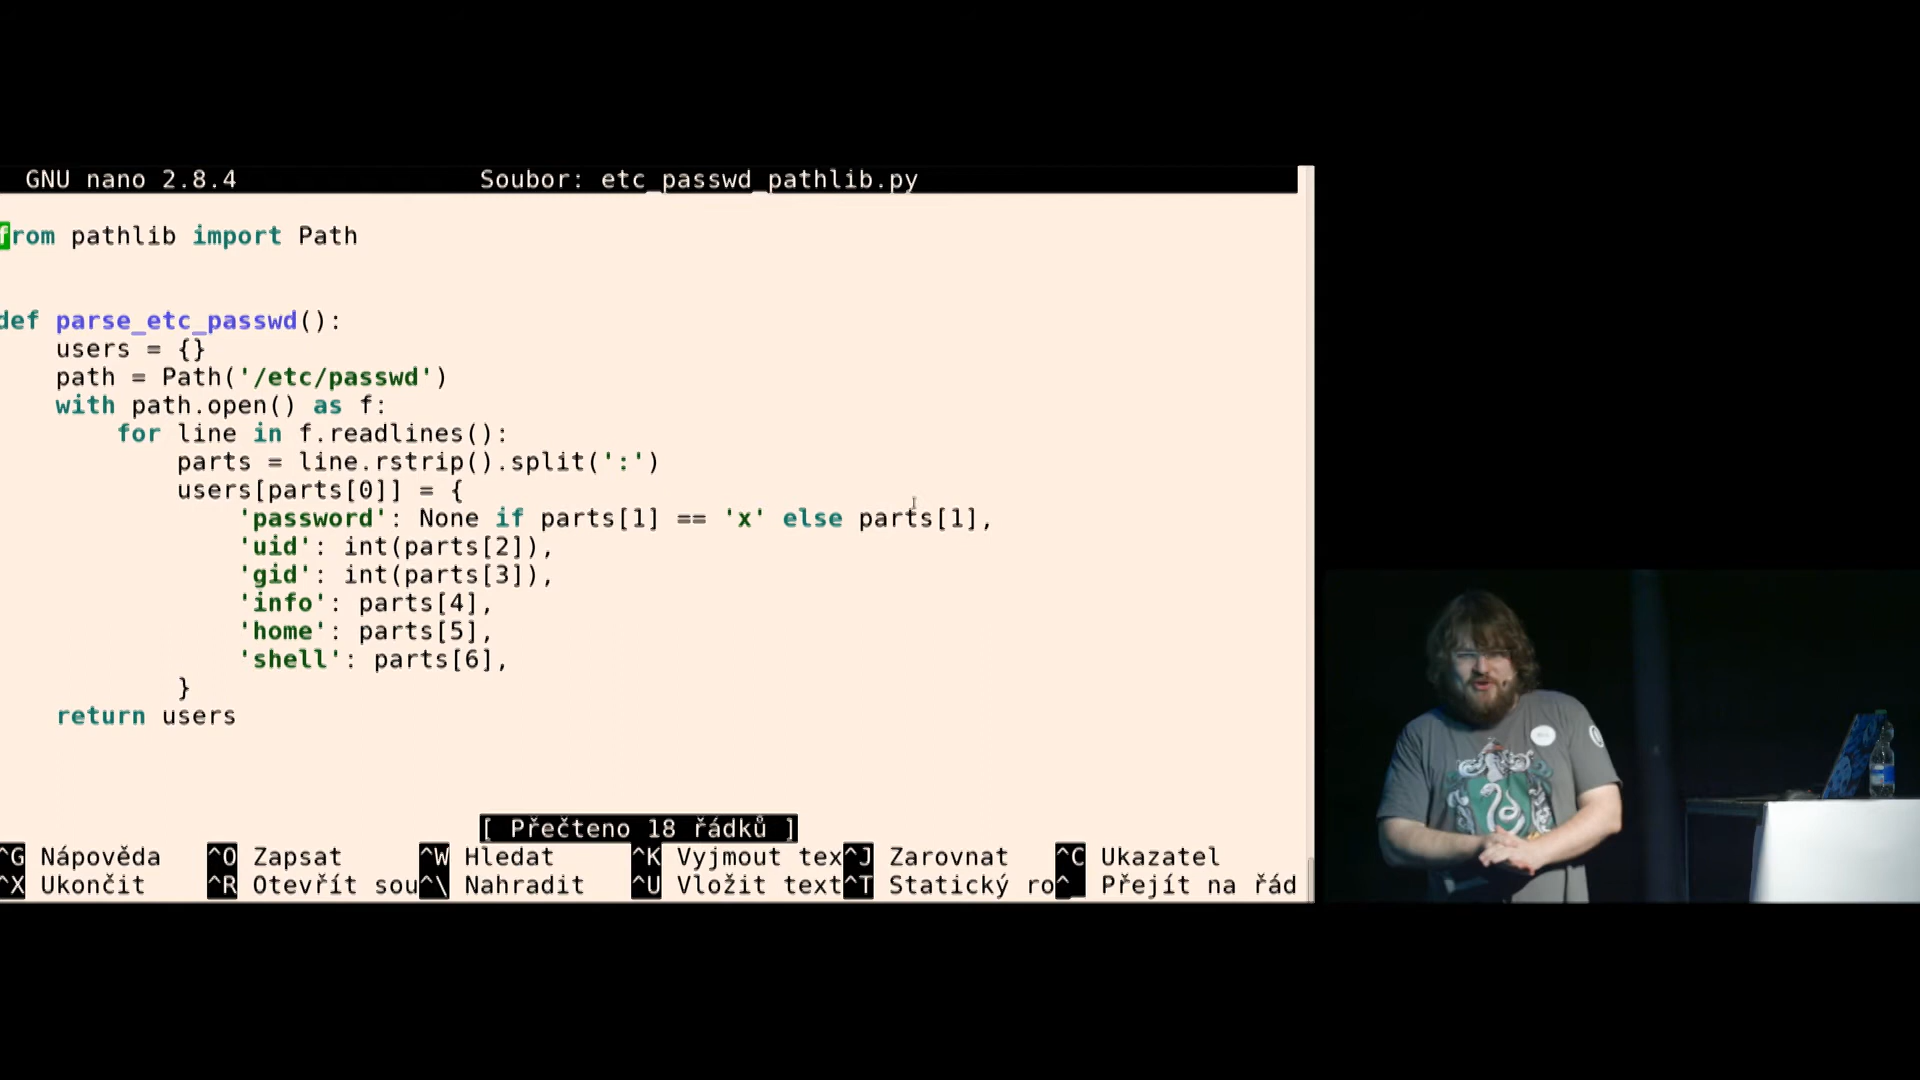 GNU nano 2.8.4 Soubor: etc_passwd_pathlib.py
from pathlib import Path
def parse_etc_passwd():
users = {}
path = Path('/etc/passwd')
with path.open() as f:
for line in f.readlines():
parts = line.rstrip().split(':')
users[parts[0]] = {
'password': None if parts[1] == 'x' else parts[1],
'uid': int(parts[2]),
'gid': int(parts[3]),
'info': parts[4],
'home': parts[5],
'shell': parts[6],
}
return users
[ Přečteno 18 řádků ]
^G Nápověda ^O Zapsat ^W Hledat ^K Vyjmout tex ^J Zarovnat ^C Ukazatel
^X Ukončit ^R Otevřít sou ^\ Nahradit ^U Vložit text ^T Statický ro ^_ Přejít na řád